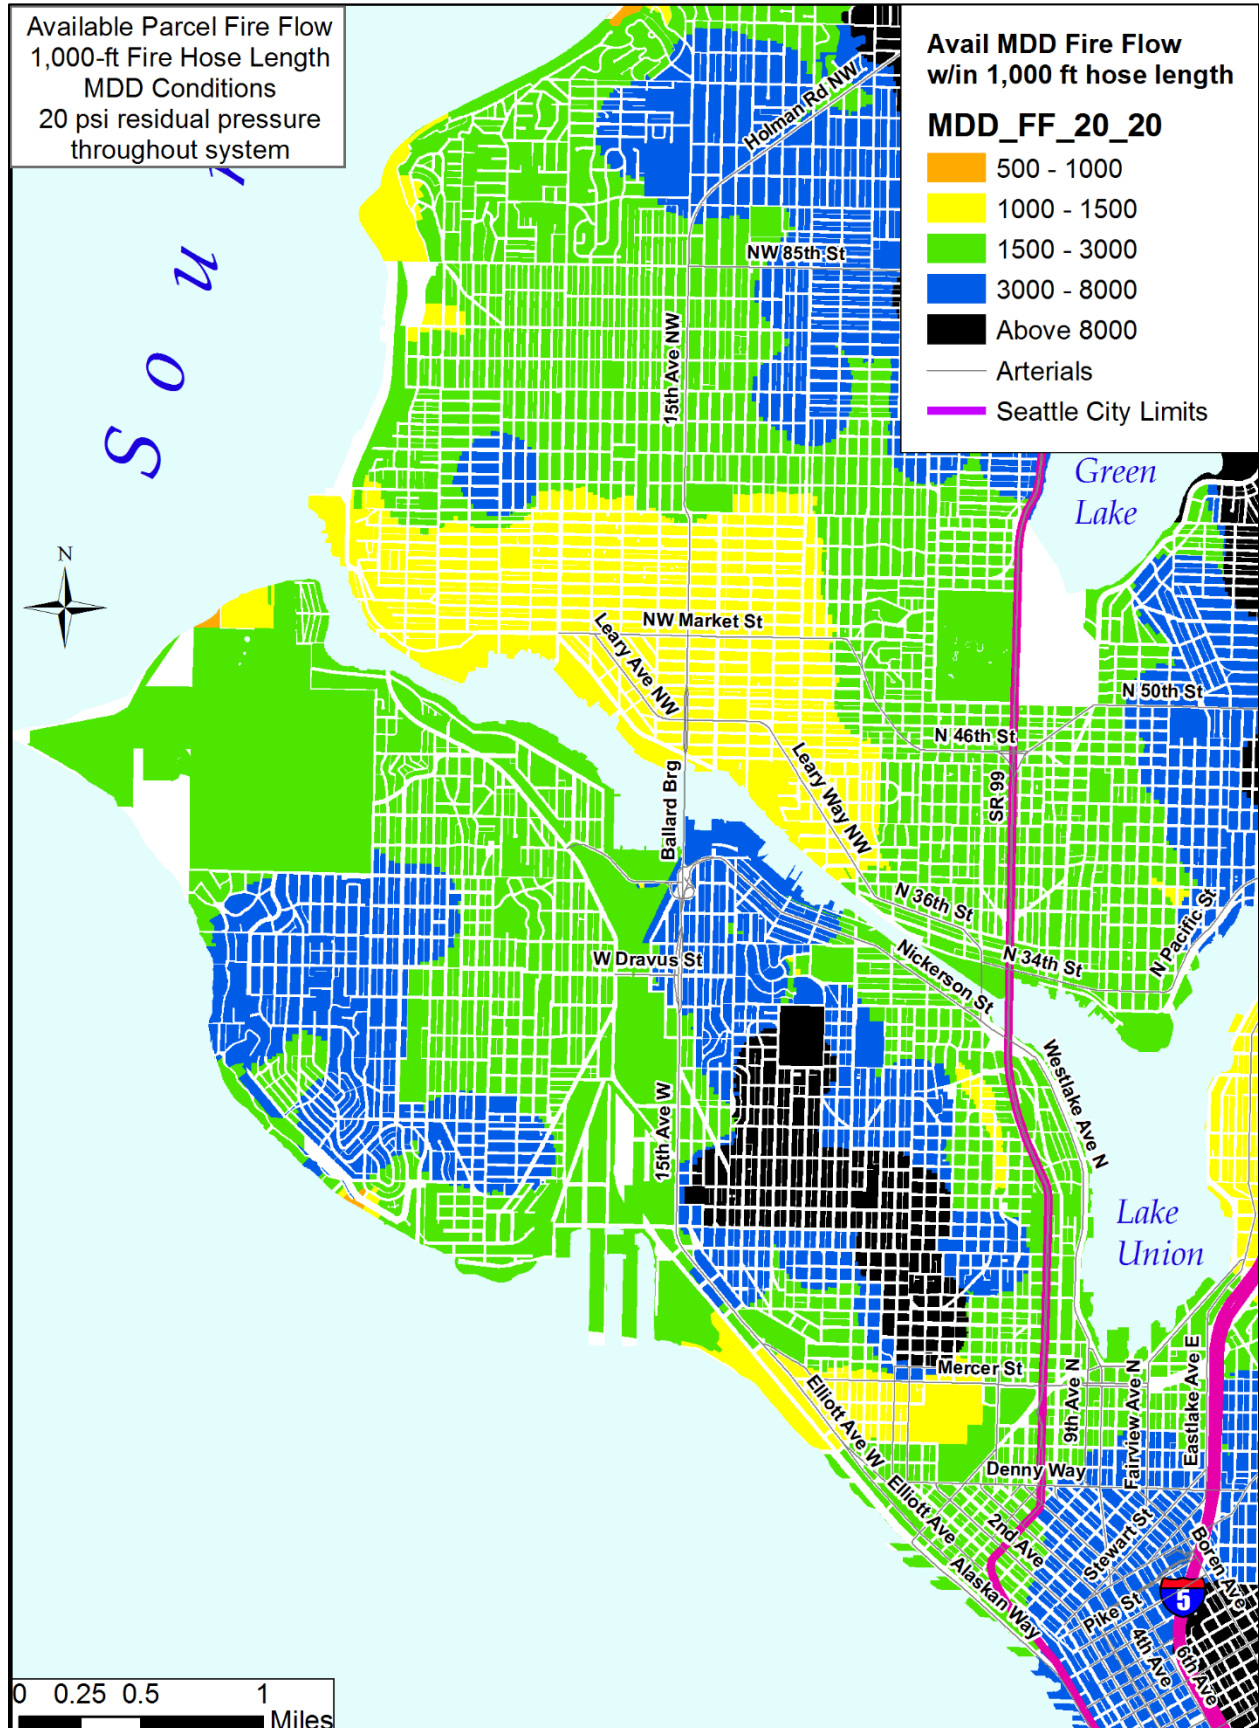 Available Parcel Fire Flow
1,000-ft Fire Hose Length
MDD Conditions
20 psi residual pressure
throughout system
Avail MDD Fire Flow
w/in 1,000 ft hose length
MDD_FF_20_20
500 - 1000
1000 - 1500
1500 - 3000
3000 - 8000
Above 8000
Arterials
Seattle City Limits
Holman Rd NW
NW 85th St
15th Ave NW
S o u
Green
Lake
N
NW Market St
Leary Ave NW
N 50th St
N 46th St
SR 99
Leary Way NW
Ballard Brg
N 36th St
N Pacific St
N 34th St
W Dravus St
Nickerson St
Westlake Ave N
15th Ave W
Lake
Union
Mercer St
9th Ave N
Fairview Ave N
Eastlake Ave E
Elliott Ave W
Denny Way
Elliott Ave
2nd Ave
Stewart St
Boren Ave
Alaskan Way
5
Pike St
4th Ave
6th Ave
0 0.25 0.5 1
Miles